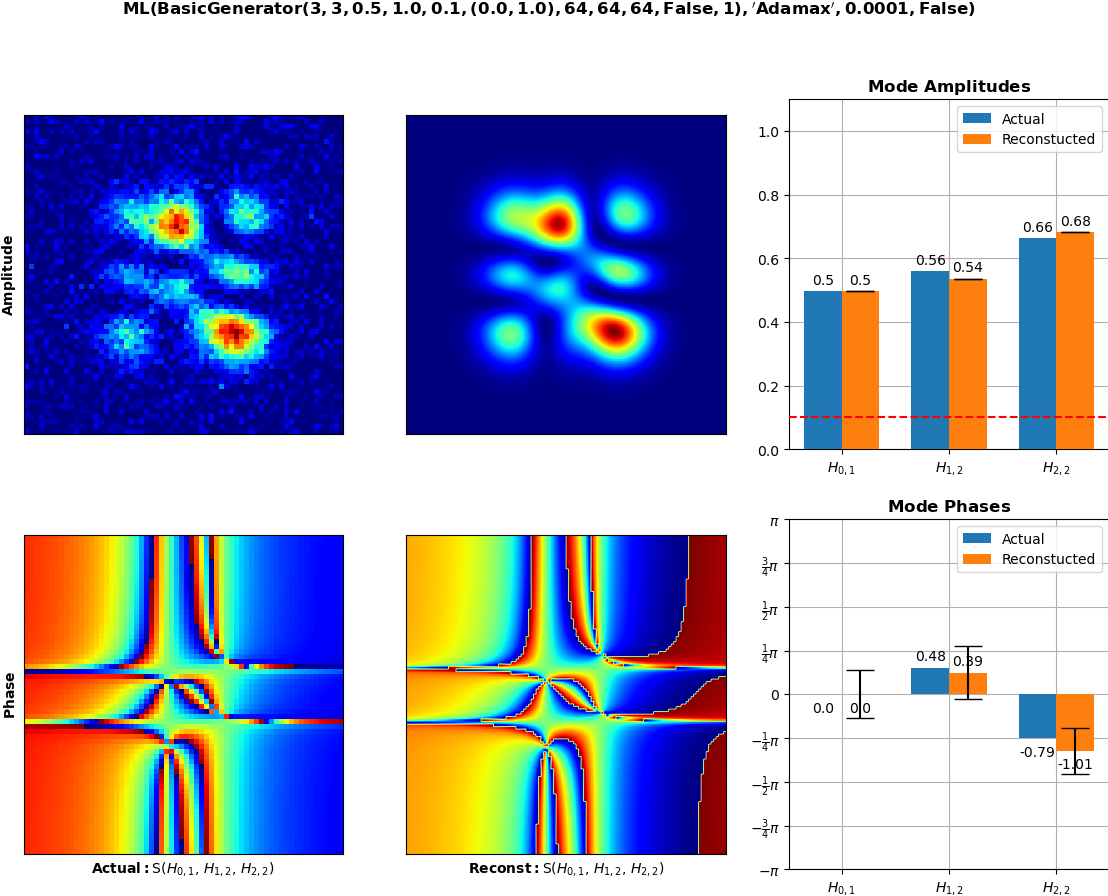 ML(BasicGenerator(3, 3, 0.5, 1.0, 0.1, (0.0, 1.0), 64, 64, 64, False, 1), ′Adamax′, 0.0001, False)
Amplitude
Mode Amplitudes
Actual
Reconstucted
1.0
0.8
0.6
0.4
0.2
0.0
0.5
0.5
0.56
0.54
0.66
0.68
H0, 1
H1, 2
H2, 2
Phase
Actual: S(H0, 1, H1, 2, H2, 2)
Reconst: S(H0, 1, H1, 2, H2, 2)
Mode Phases
Actual
Reconstucted
π
3/4π
1/2π
1/4π
0
−1/4π
−1/2π
−3/4π
−π
0.0
0.0
0.48
0.39
-0.79
-1.01
H0, 1
H1, 2
H2, 2